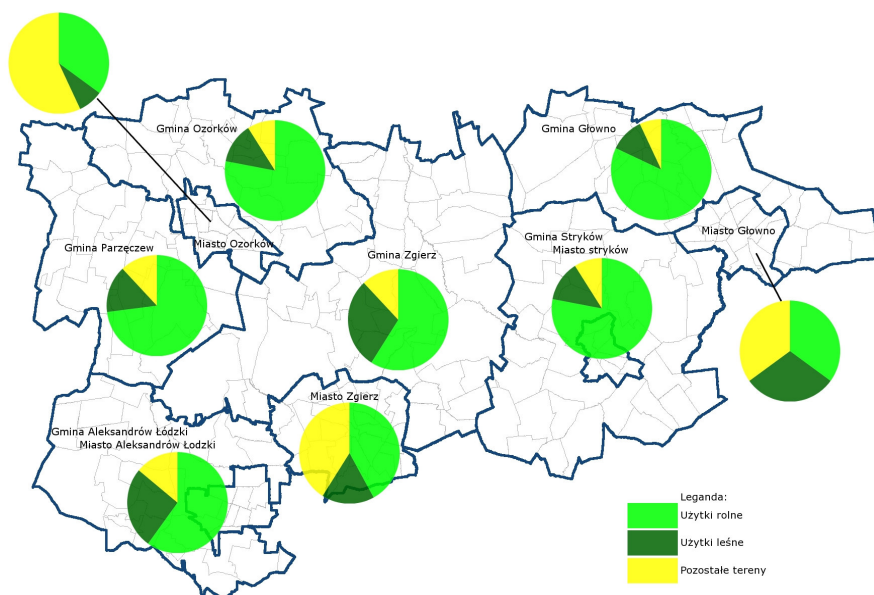 Gmina Ozorków
Gmina Głowno
Miasto Głowno
Gmina Stryków
Miasto stryków
Miasto Ozorków
Gmina Parzęczew
Gmina Zgierz
Miasto Zgierz
Gmina Aleksandrów Łódzki
Miasto Aleksandrów Łodzki
Leganda:
Użytki rolne
Użytki leśne
Pozostałe tereny